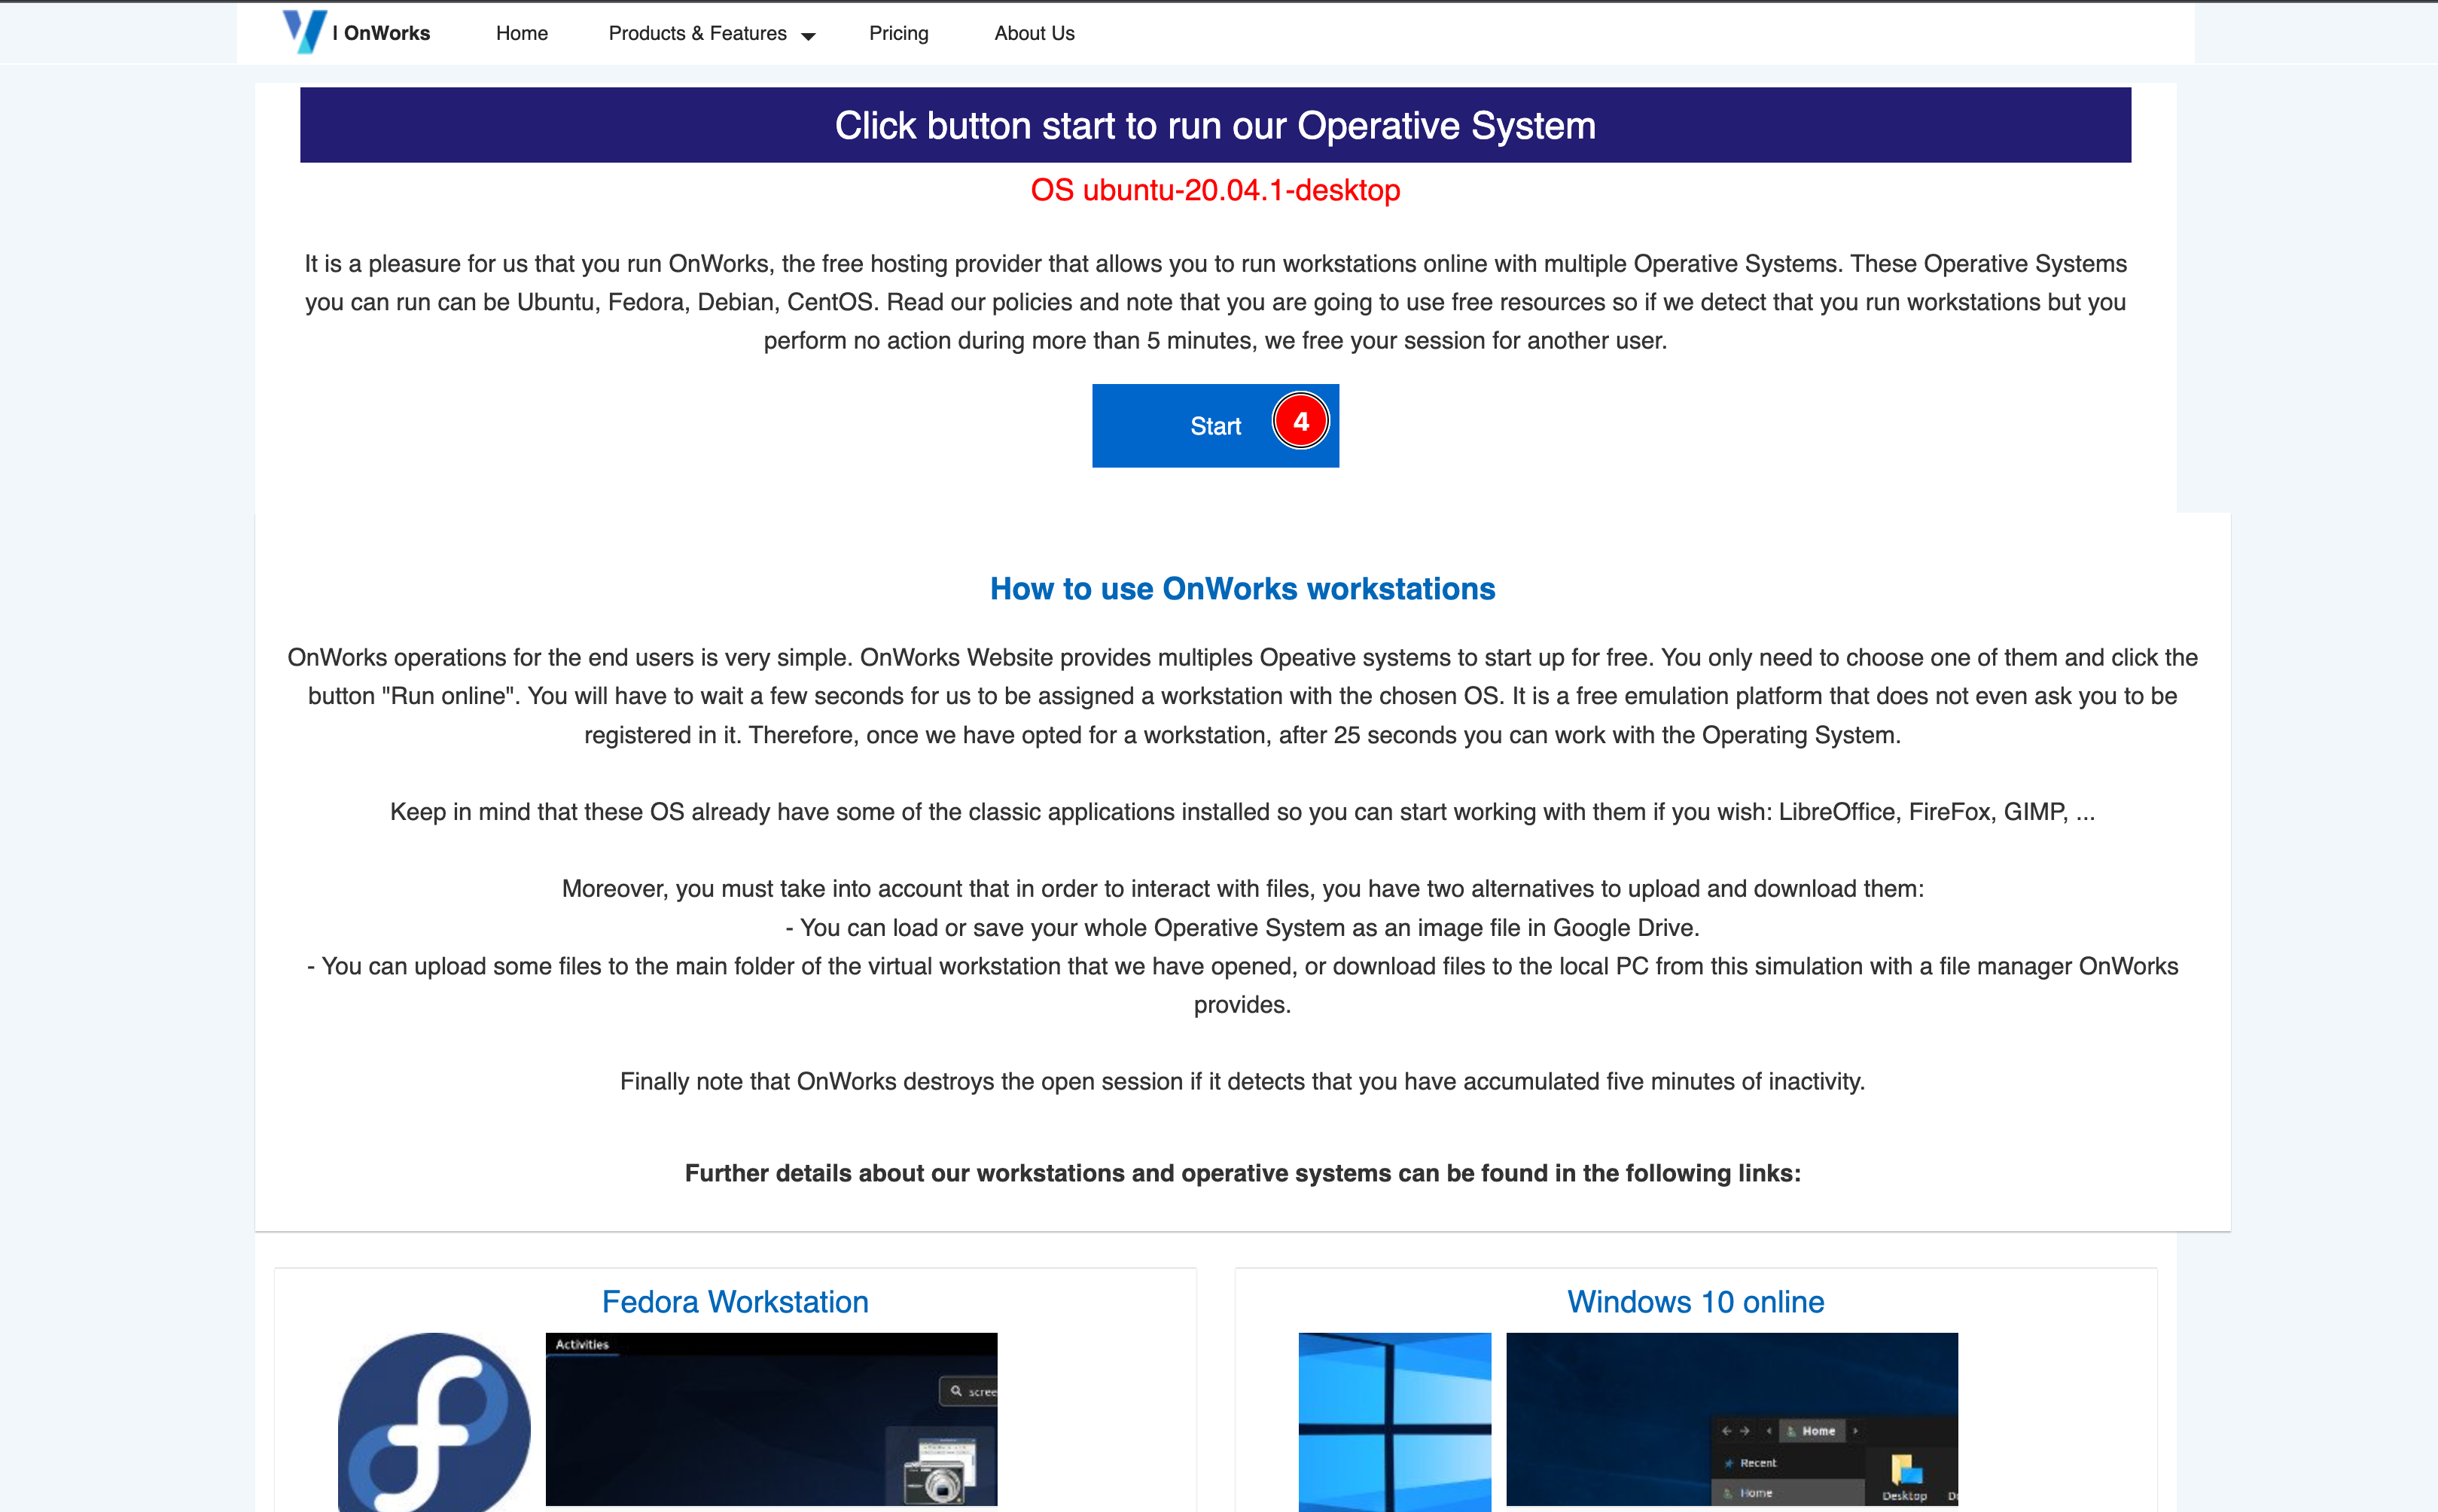 I OnWorks
Home
Products & Features
Pricing
About Us
Click button start to run our Operative System
OS ubuntu-20.04.1-desktop
It is a pleasure for us that you run OnWorks, the free hosting provider that allows you to run workstations online with multiple Operative Systems. These Operative Systems
you can run can be Ubuntu, Fedora, Debian, CentOS. Read our policies and note that you are going to use free resources so if we detect that you run workstations but you
perform no action during more than 5 minutes, we free your session for another user.
Start
4
How to use OnWorks workstations
OnWorks operations for the end users is very simple. OnWorks Website provides multiples Opeative systems to start up for free. You only need to choose one of them and click the
button "Run online". You will have to wait a few seconds for us to be assigned a workstation with the chosen OS. It is a free emulation platform that does not even ask you to be
registered in it. Therefore, once we have opted for a workstation, after 25 seconds you can work with the Operating System.
Keep in mind that these OS already have some of the classic applications installed so you can start working with them if you wish: LibreOffice, FireFox, GIMP, ...
Moreover, you must take into account that in order to interact with files, you have two alternatives to upload and download them:
- You can load or save your whole Operative System as an image file in Google Drive.
- You can upload some files to the main folder of the virtual workstation that we have opened, or download files to the local PC from this simulation with a file manager OnWorks
provides.
Finally note that OnWorks destroys the open session if it detects that you have accumulated five minutes of inactivity.
Further details about our workstations and operative systems can be found in the following links:
Fedora Workstation
Activities
scree
Windows 10 online
Home
Recent
Home
Desktop